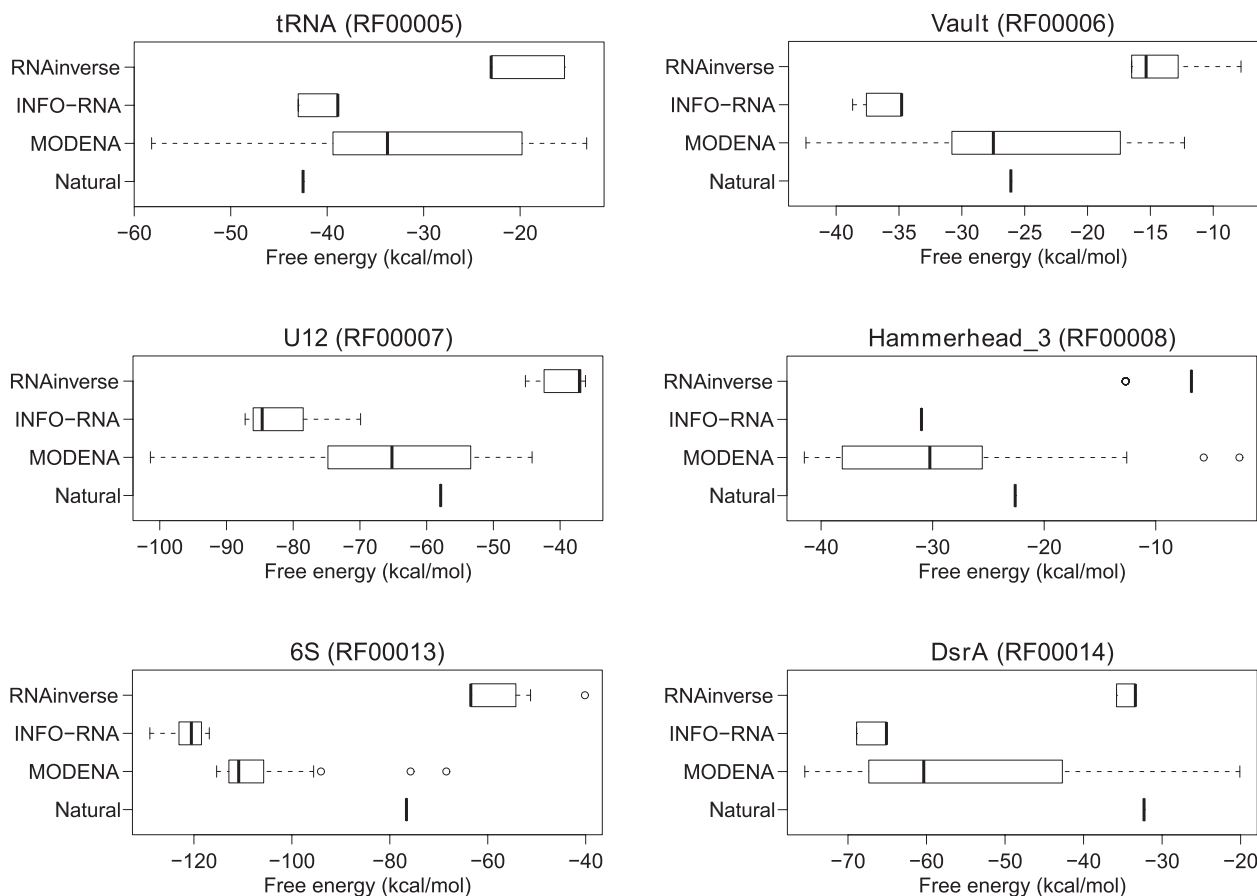 tRNA (RF00005)
RNAinverse
INFO−RNA
MODENA
Natural
−60 −50 −40 −30 −20
Free energy (kcal/mol)
Vault (RF00006)
RNAinverse
INFO−RNA
MODENA
Natural
−40 −35 −30 −25 −20 −15 −10
Free energy (kcal/mol)
U12 (RF00007)
RNAinverse
INFO−RNA
MODENA
Natural
−100 −90 −80 −70 −60 −50 −40
Free energy (kcal/mol)
Hammerhead_3 (RF00008)
RNAinverse
INFO−RNA
MODENA
Natural
−40 −30 −20 −10
Free energy (kcal/mol)
6S (RF00013)
RNAinverse
INFO−RNA
MODENA
Natural
−120 −100 −80 −60 −40
Free energy (kcal/mol)
DsrA (RF00014)
RNAinverse
INFO−RNA
MODENA
Natural
−70 −60 −50 −40 −30 −20
Free energy (kcal/mol)